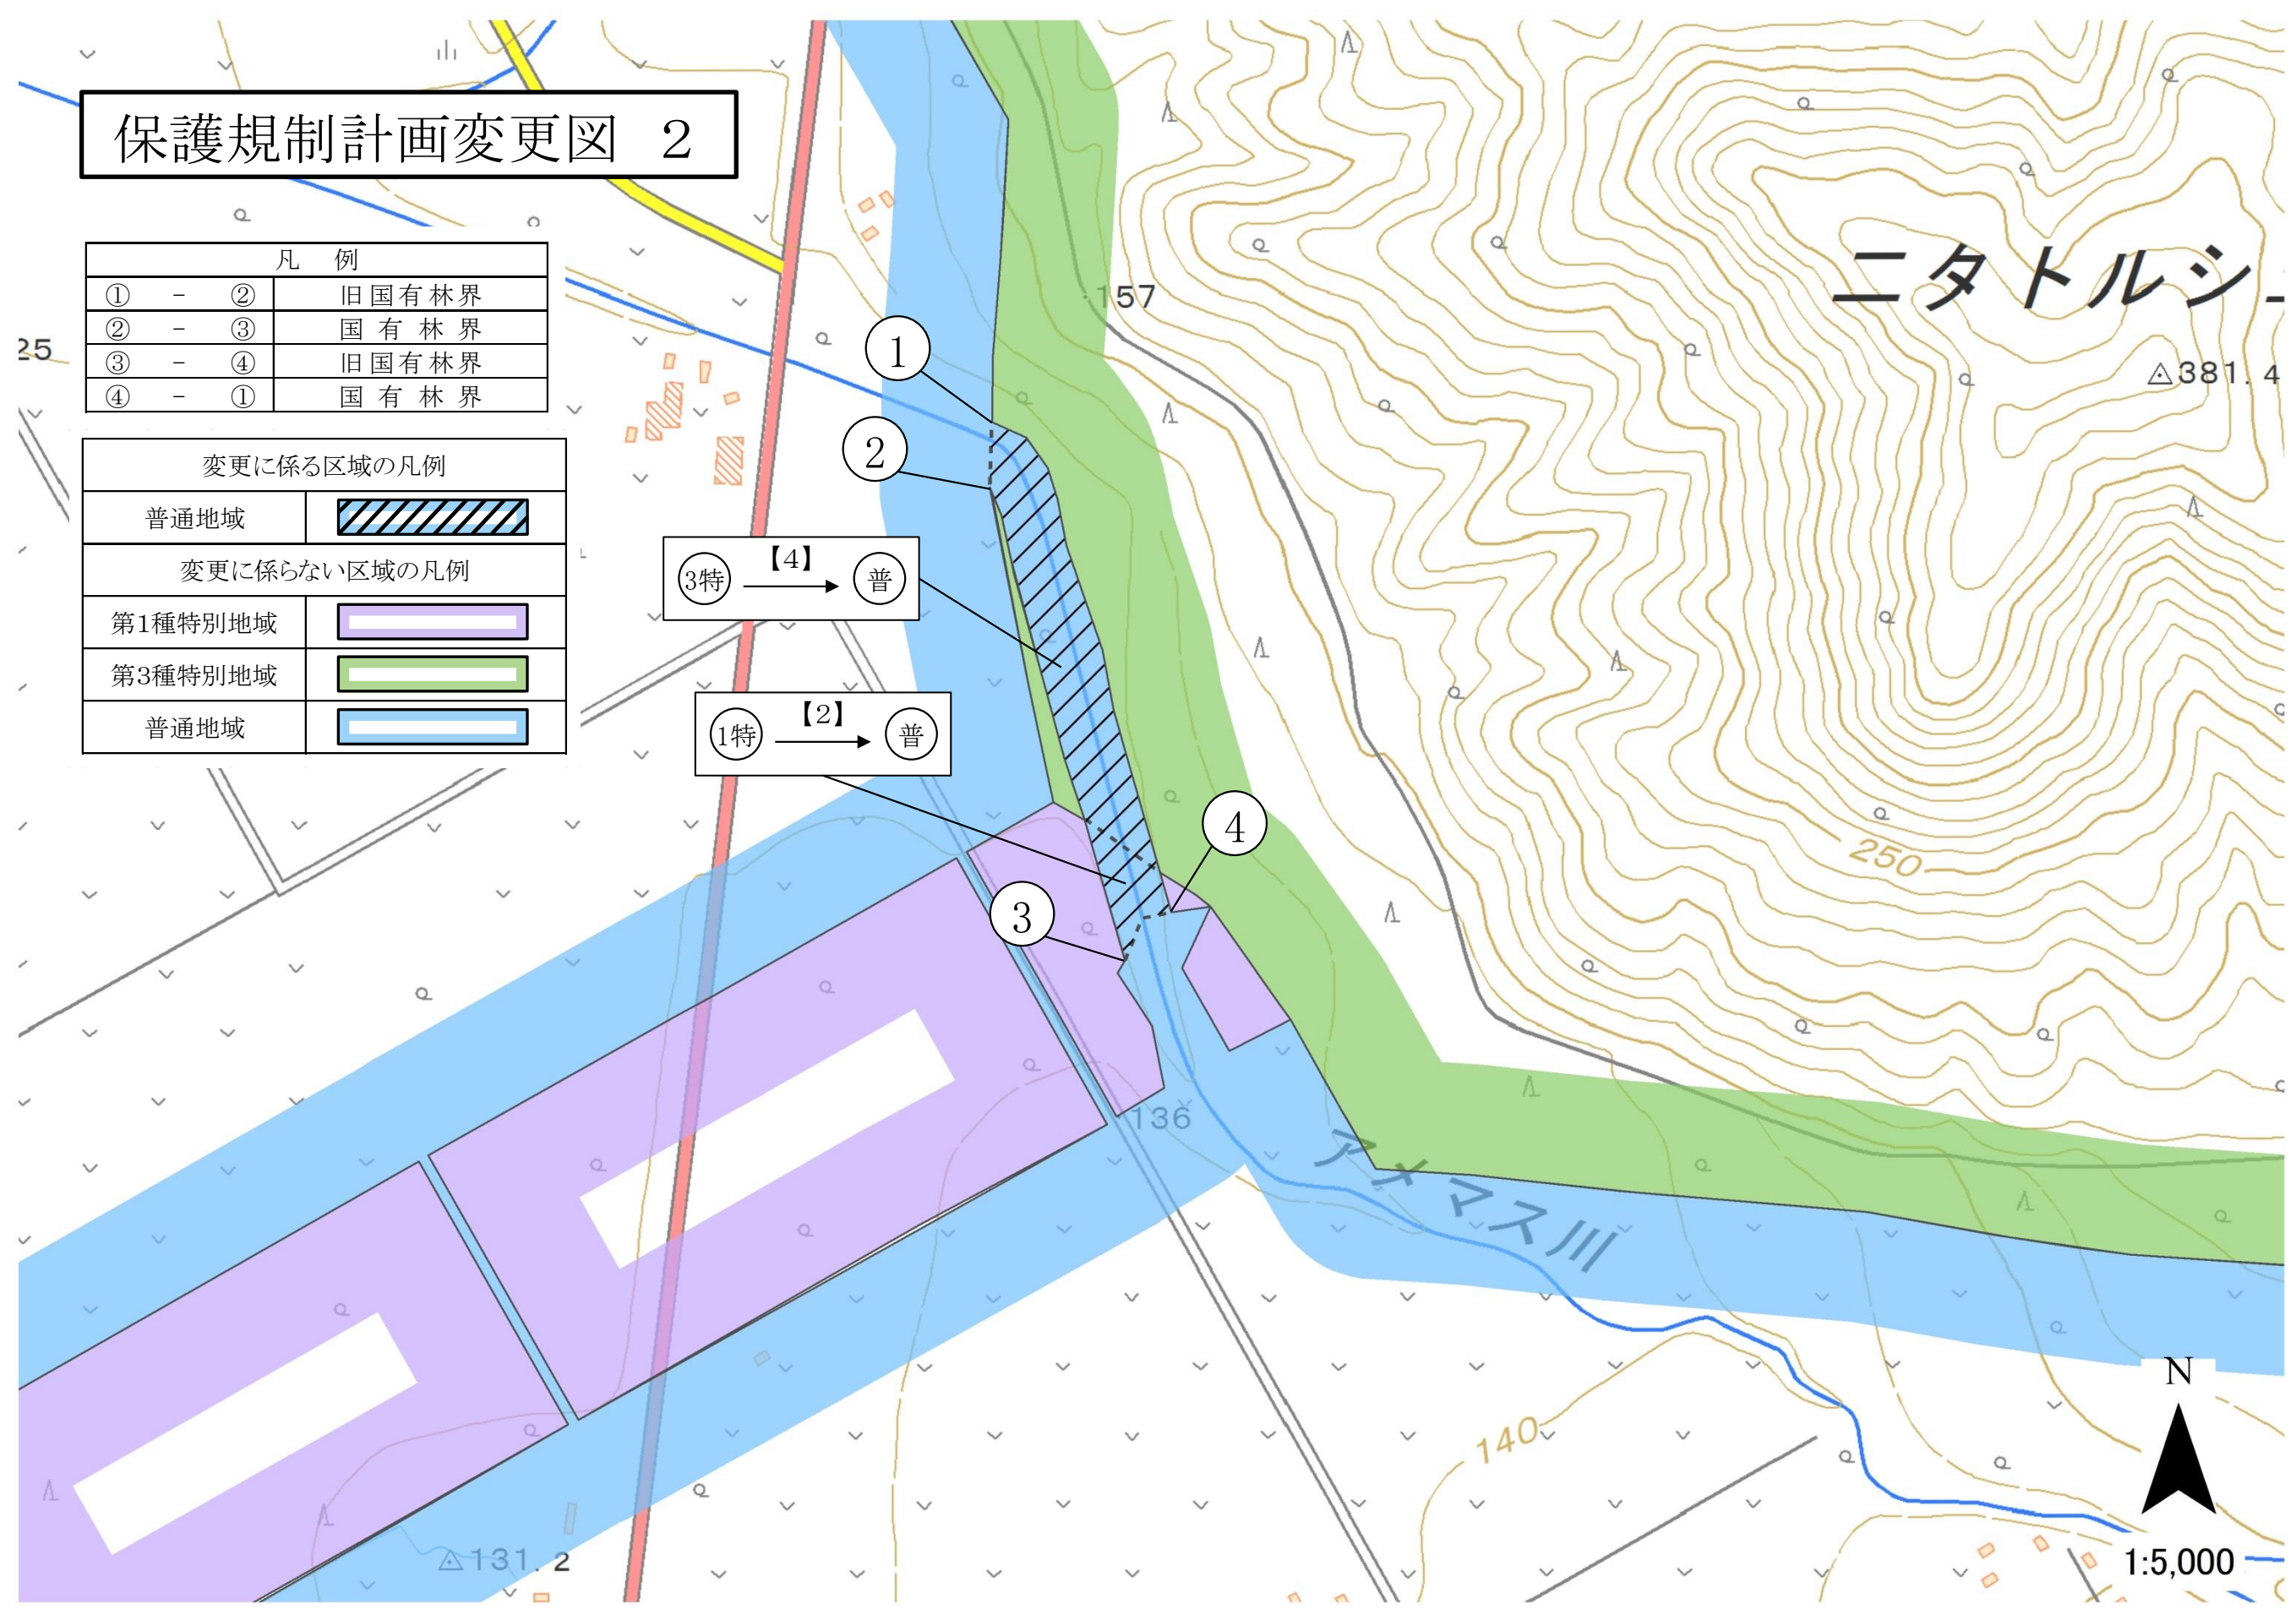 保護規制計画変更図 2
凡 例
① - ② 旧国有林界
② - ③ 国有林界
③ - ④ 旧国有林界
④ - ① 国有林界
変更に係る区域の凡例
普通地域
変更に係らない区域の凡例
第1種特別地域
第3種特別地域
普通地域
25
157
ニタトルシ
381.4
1
2
【4】
3特 普
【2】
1特 普
4
3
250
136
アメマス川
140
131.2
N
1:5,000